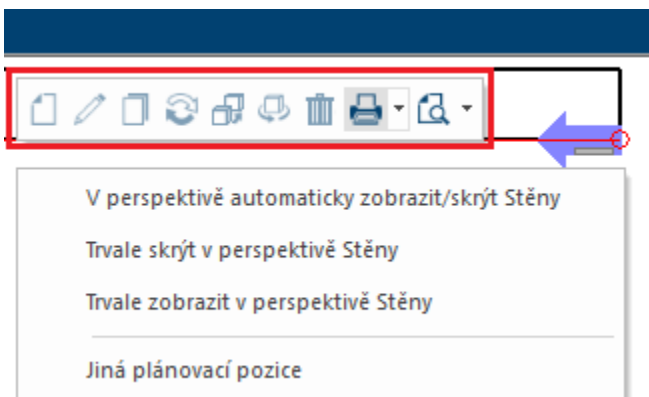 V perspektivě automaticky zobrazit/skrýt Stěny
Trvale skrýt v perspektivě Stěny
Trvale zobrazit v perspektivě Stěny
Jiná plánovací pozice